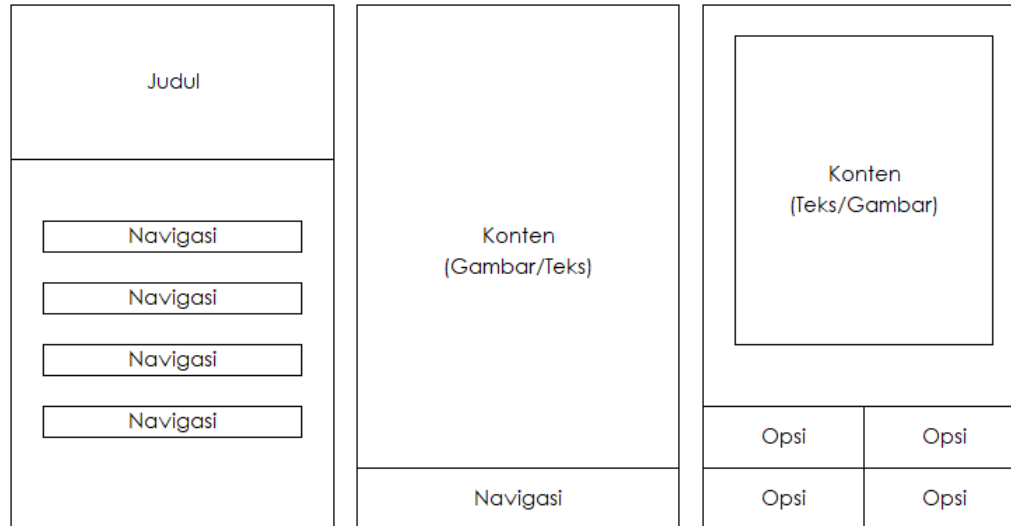 Judul
Navigasi
Navigasi
Navigasi
Navigasi
Konten
(Gambar/Teks)
Navigasi
Konten
(Teks/Gambar)
Opsi
Opsi
Opsi
Opsi